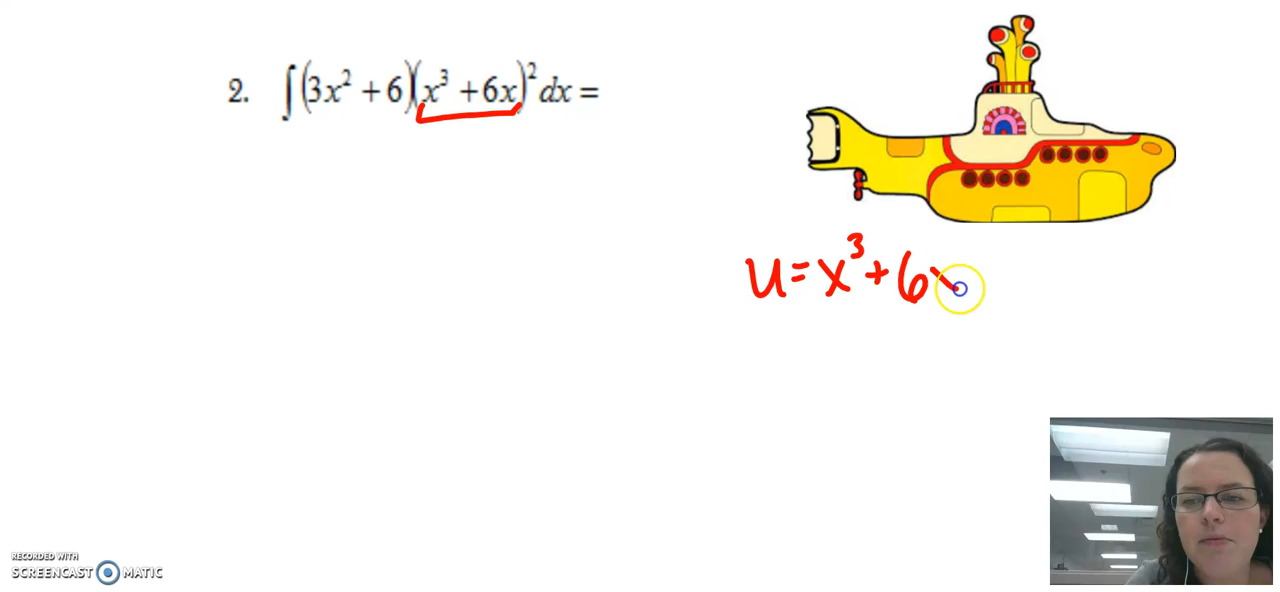 2. ∫(3x² + 6)(x³ + 6x)² dx =
u = x³ + 6x
RECORDED WITH
SCREENCAST MATIC